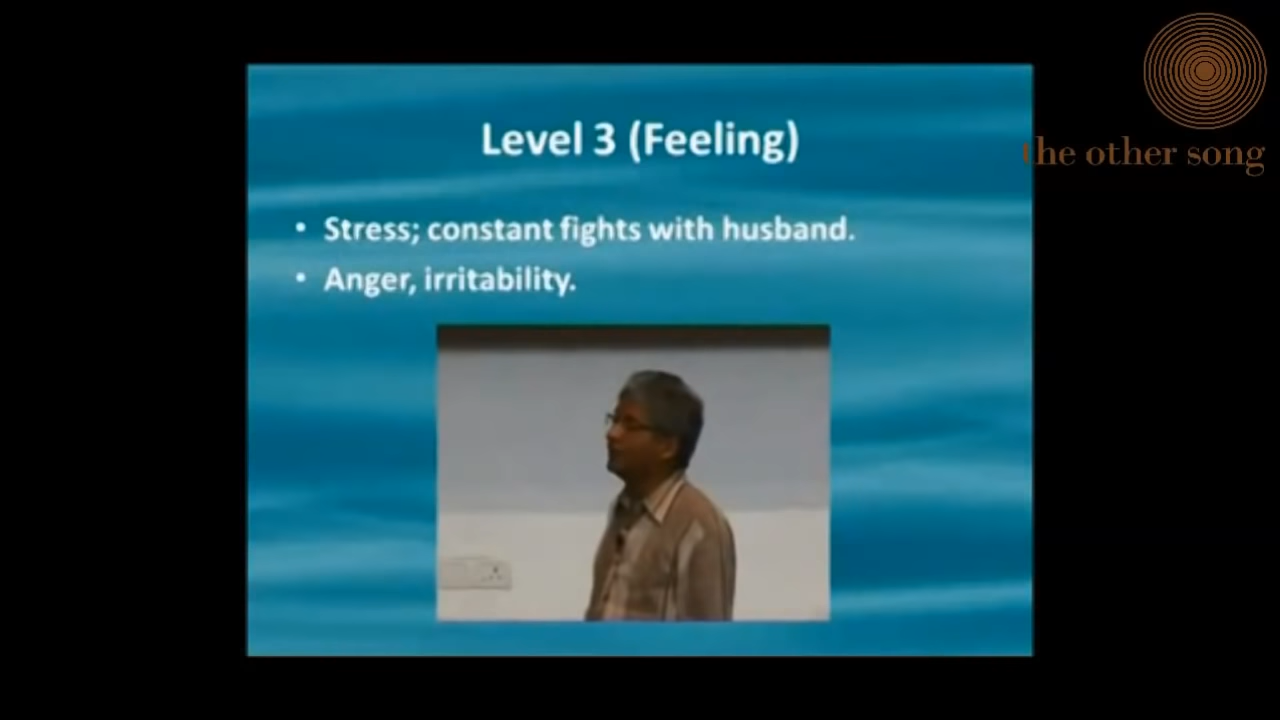 the other song
Level 3 (Feeling)
• Stress; constant fights with husband.
• Anger, irritability.